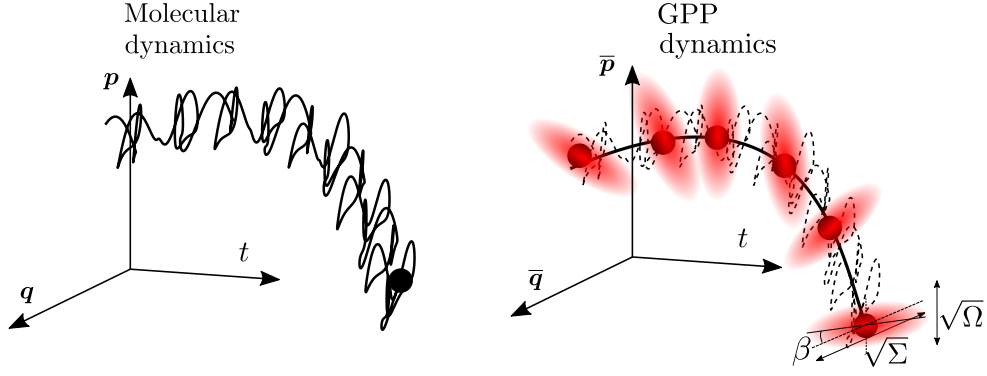 Molecular
dynamics
p
t
q
GPP
dynamics
p̅
t
q̅
√Ω
β
√Σ